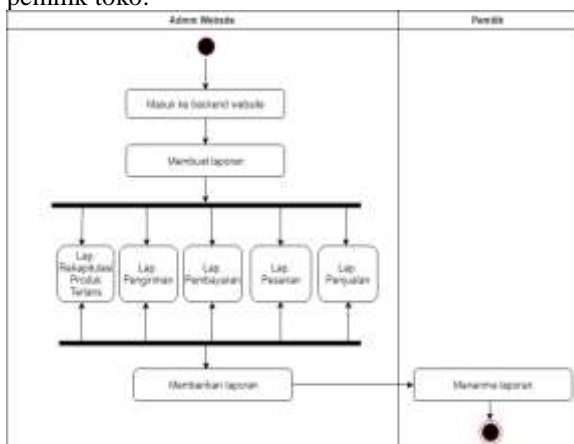 pemilik toko.
Admin Website
Pemilik
Masuk ke backend website
Membuat laporan
Lap
Rekapitulasi
Produk
Terlaris
Lap
Pengiriman
Lap
Pembayaran
Lap
Pesanan
Lap
Penjualan
Memberikan laporan
Menerima laporan